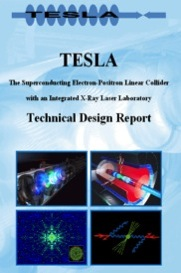 TESLA
TESLA
The Superconducting Electron-Positron Linear Collider
with an Integrated X-Ray Laser Laboratory
Technical Design Report